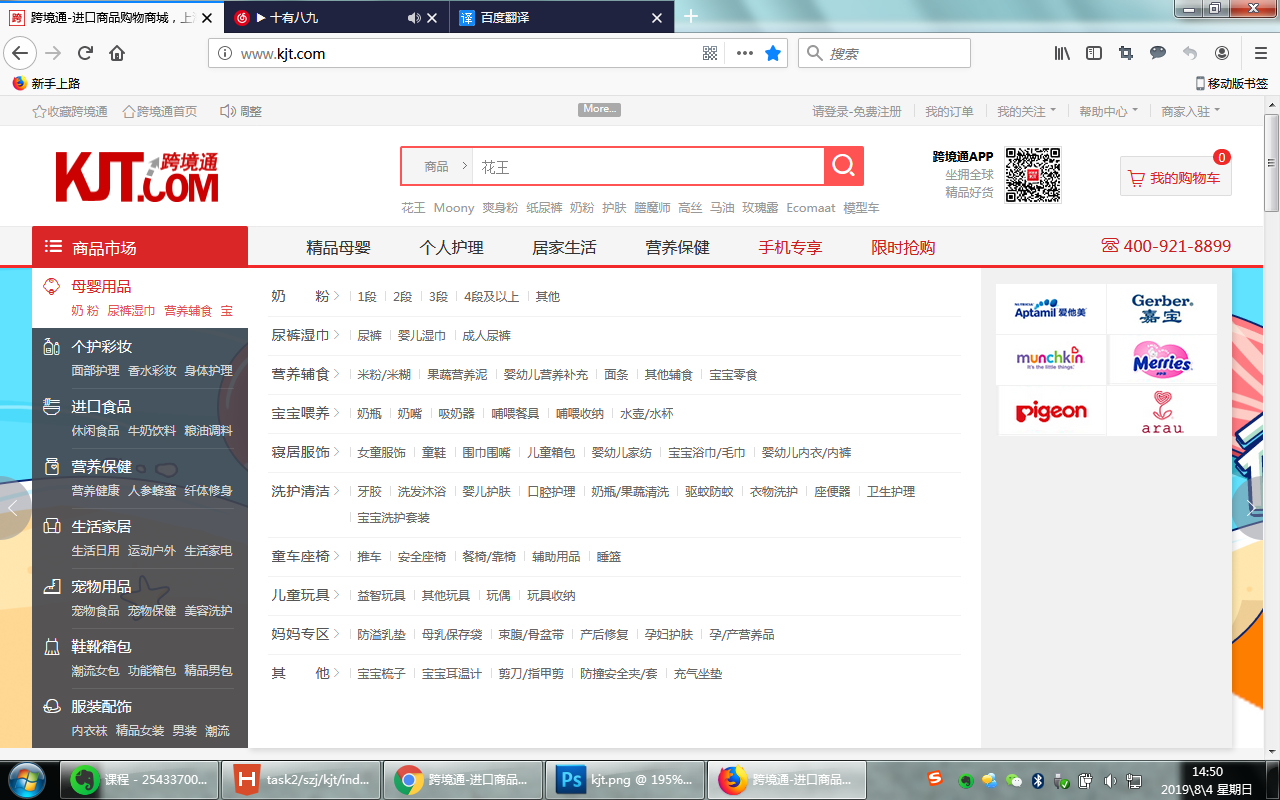 跨境通-进口商品购物商城，上
十有八九
百度翻译
www.kjt.com
搜索
新手上路
移动版书签
收藏跨境通 跨境通首页 周整
More...
请登录-免费注册 我的订单 我的关注 帮助中心 商家入驻
KJT.COM 跨境通
商品 花王
跨境通APP
坐拥全球
精品好货
0
我的购物车
花王 Moony 爽身粉 纸尿裤 奶粉 护肤 膳魔师 高丝 马油 玫瑰露 Ecomaat 模型车
商品市场 精品母婴 个人护理 居家生活 营养保健 手机专享 限时抢购 400-921-8899
母婴用品
奶 粉 尿裤湿巾 营养辅食 宝
个护彩妆
面部护理 香水彩妆 身体护理
进口食品
休闲食品 牛奶饮料 粮油调料
营养保健
营养健康 人参蜂蜜 纤体修身
生活家居
生活日用 运动户外 生活家电
宠物用品
宠物食品 宠物保健 美容洗护
鞋靴箱包
潮流女包 功能箱包 精品男包
服装配饰
内衣袜 精品女装 男装 潮流
奶 粉 1段 2段 3段 4段及以上 其他
尿裤湿巾 尿裤 婴儿湿巾 成人尿裤
营养辅食 米粉/米糊 果蔬营养泥 婴幼儿营养补充 面条 其他辅食 宝宝零食
宝宝喂养 奶瓶 奶嘴 吸奶器 哺喂餐具 哺喂收纳 水壶/水杯
寝居服饰 女童服饰 童鞋 围巾围嘴 儿童箱包 婴幼儿家纺 宝宝浴巾/毛巾 婴幼儿内衣/内裤
洗护清洁 牙胶 洗发沐浴 婴儿护肤 口腔护理 奶瓶/果蔬清洗 驱蚊防蚊 衣物洗护 座便器 卫生护理
宝宝洗护套装
童车座椅 推车 安全座椅 餐椅/靠椅 辅助用品 睡篮
儿童玩具 益智玩具 其他玩具 玩偶 玩具收纳
妈妈专区 防溢乳垫 母乳保存袋 束腹/骨盆带 产后修复 孕妇护肤 孕/产营养品
其 他 宝宝梳子 宝宝耳温计 剪刀/指甲剪 防撞安全夹/套 充气坐垫
NUTRICIA Aptamil 爱他美
Gerber 嘉宝
munchkin
It's the little things.
Merries
pigeon
arau.
课程 - 25433700...
task2/szj/kjt/ind...
跨境通-进口商品...
kjt.png @ 195%...
跨境通-进口商品...
14:50
2019\8\4 星期日